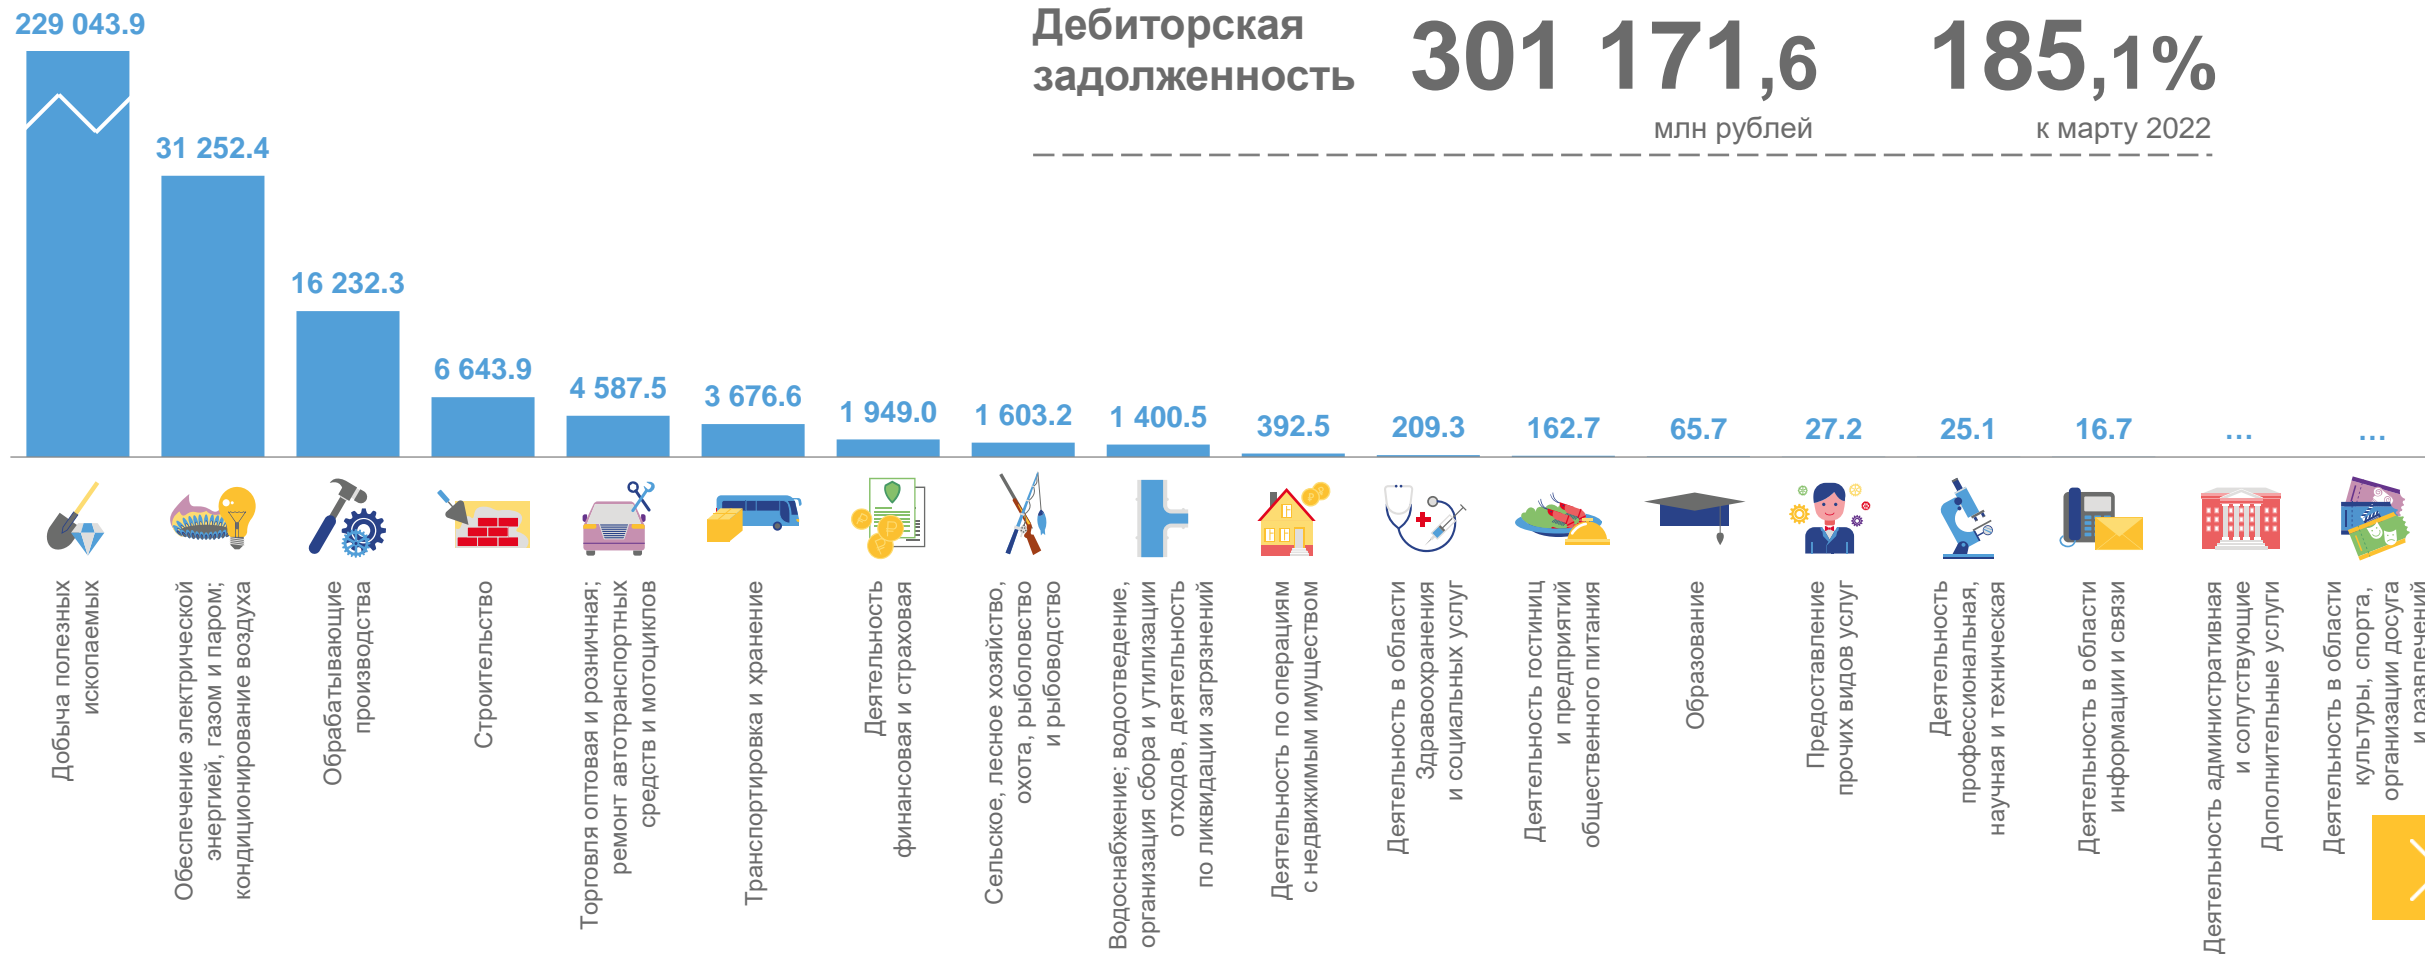 Дебиторская
задолженность
301 171,6
млн рублей
185,1%
к марту 2022
229 043.9
31 252.4
16 232.3
6 643.9
4 587.5
3 676.6
1 949.0
1 603.2
1 400.5
392.5
209.3
162.7
65.7
27.2
25.1
16.7
...
...
Добыча полезных
ископаемых
Обеспечение электрической
энергией, газом и паром;
кондиционирование воздуха
Обрабатывающие
производства
Строительство
Торговля оптовая и розничная;
ремонт автотранспортных
средств и мотоциклов
Транспортировка и хранение
Деятельность
финансовая и страховая
Сельское, лесное хозяйство,
охота, рыболовство
и рыбоводство
Водоснабжение; водоотведение,
организация сбора и утилизации
отходов, деятельность
по ликвидации загрязнений
Деятельность по операциям
с недвижимым имуществом
Деятельность в области
Здравоохранения
и социальных услуг
Деятельность гостиниц
и предприятий
общественного питания
Образование
Предоставление
прочих видов услуг
Деятельность
профессиональная,
научная и техническая
Деятельность в области
информации и связи
Деятельность административная
и сопутствующие
Дополнительные услуги
Деятельность в области
культуры, спорта,
организации досуга
и развлечений